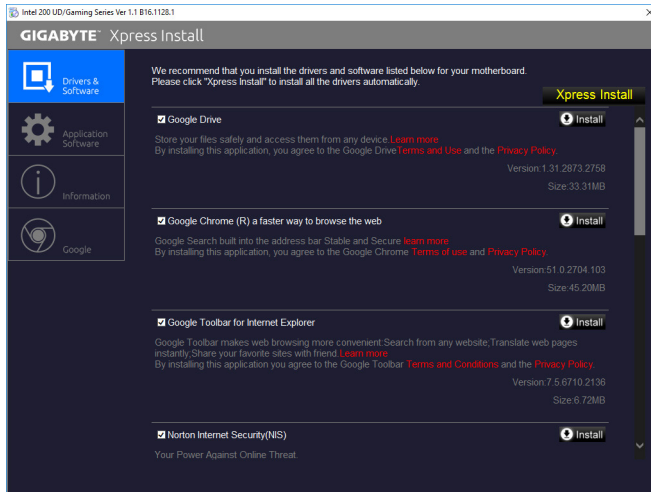 Intel 200 UD/Gaming Series Ver 1.1 B16.1128.1
GIGABYTE™ Xpress Install
Drivers &
Software
Application
Software
Information
Google
We recommend that you install the drivers and software listed below for your motherboard.
Please click "Xpress Install" to install all the drivers automatically.
Xpress Install
Google Drive
Install
Store your files safely and access them from any device.Learn more
By installing this application, you agree to the Google DriveTerms and Use and the Privacy Policy.
Version:1.31.2873.2758
Size:33.31MB
Google Chrome (R) a faster way to browse the web
Install
Google Search built into the address bar Stable and Secure learn more
By installing this application, you agree to the Google Chrome Terms of use and Privacy Policy.
Version:51.0.2704.103
Size:45.20MB
Google Toolbar for Internet Explorer
Install
Google Toolbar makes web browsing more convenient:Search from any website;Translate web pages
instantly;Share your favorite sites with friend.Learn more
By installing this application you agree to the Google Toolbar Terms and Conditions and the Privacy Policy.
Version:7.5.6710.2136
Size:6.72MB
Norton Internet Security(NIS)
Install
Your Power Against Online Threat.